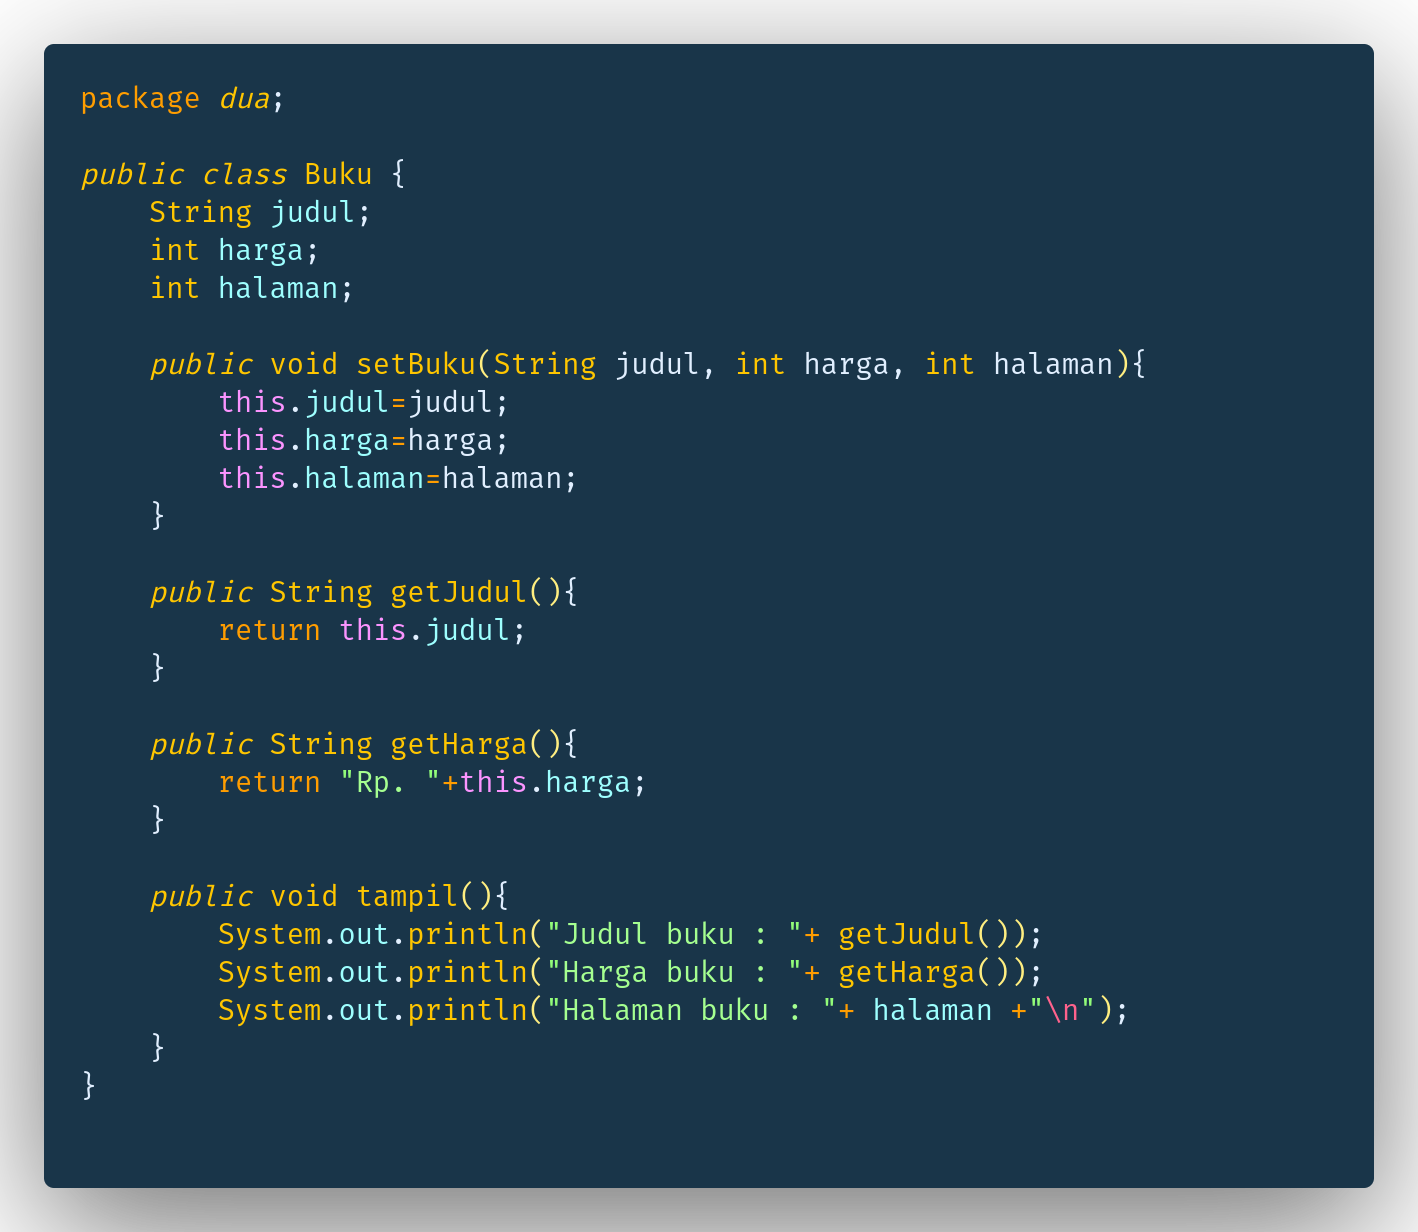 package dua;

public class Buku {
    String judul;
    int harga;
    int halaman;

    public void setBuku(String judul, int harga, int halaman){
        this.judul=judul;
        this.harga=harga;
        this.halaman=halaman;
    }

    public String getJudul(){
        return this.judul;
    }

    public String getHarga(){
        return "Rp. "+this.harga;
    }

    public void tampil(){
        System.out.println("Judul buku : "+ getJudul());
        System.out.println("Harga buku : "+ getHarga());
        System.out.println("Halaman buku : "+ halaman +"\n");
    }
}